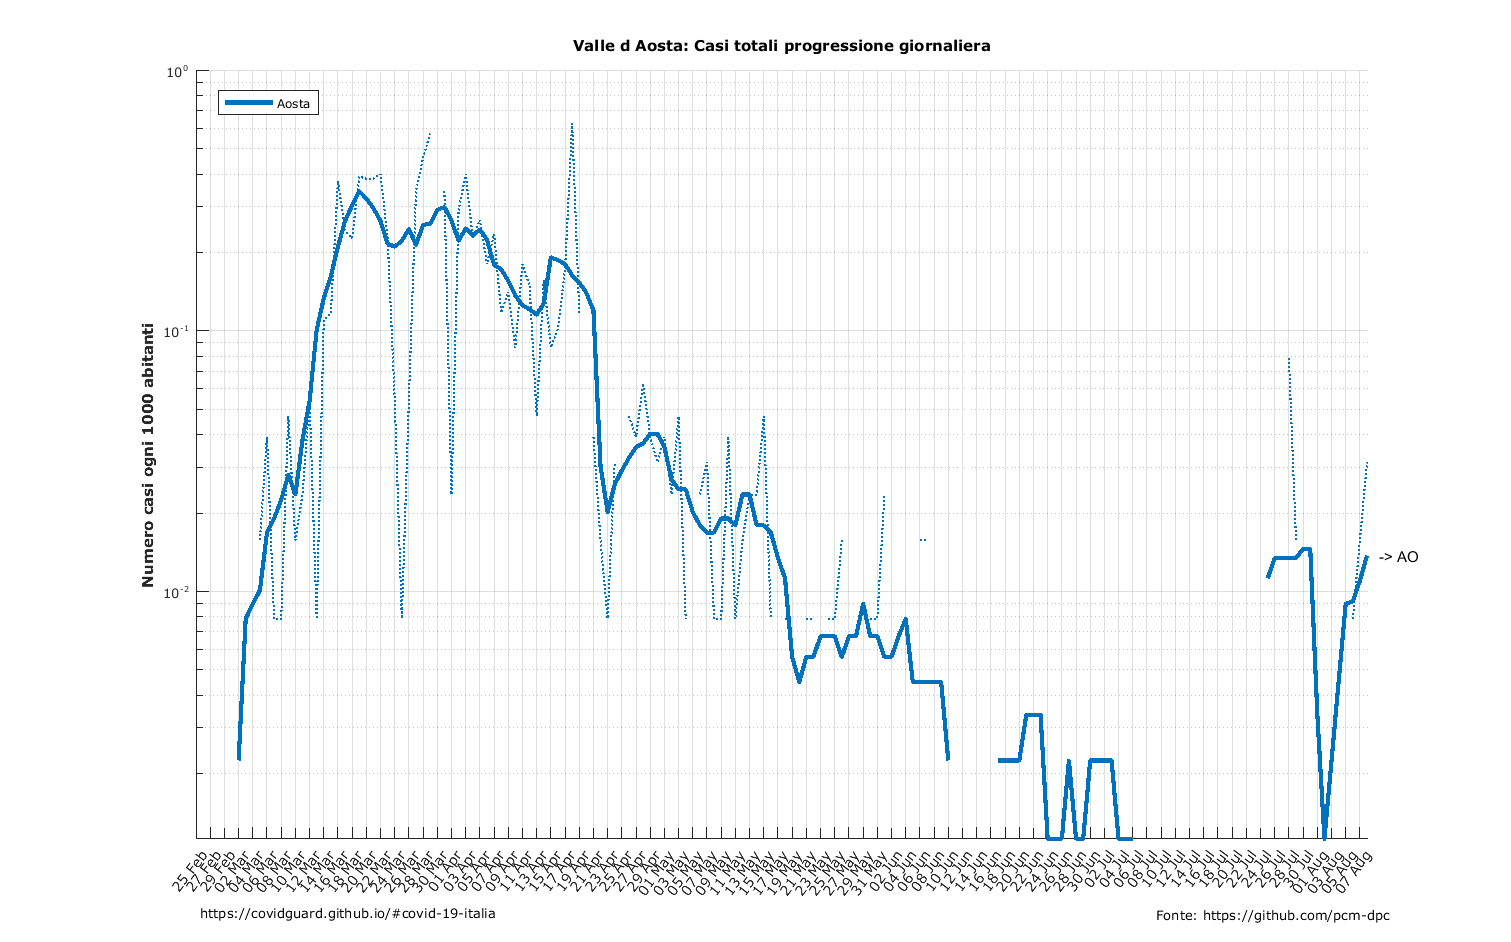 Valle d Aosta: Casi totali progressione giornaliera
10⁰
Aosta
10⁻¹
10⁻²
Numero casi ogni 1000 abitanti
-> AO
25 Feb
27 Feb
29 Feb
02 Mar
04 Mar
06 Mar
08 Mar
10 Mar
12 Mar
14 Mar
16 Mar
18 Mar
20 Mar
22 Mar
24 Mar
26 Mar
28 Mar
30 Mar
01 Apr
03 Apr
05 Apr
07 Apr
09 Apr
11 Apr
13 Apr
15 Apr
17 Apr
19 Apr
21 Apr
23 Apr
25 Apr
27 Apr
29 Apr
01 May
03 May
05 May
07 May
09 May
11 May
13 May
15 May
17 May
19 May
21 May
23 May
25 May
27 May
29 May
31 May
02 Jun
04 Jun
06 Jun
08 Jun
10 Jun
12 Jun
14 Jun
16 Jun
18 Jun
20 Jun
22 Jun
24 Jun
26 Jun
28 Jun
30 Jun
02 Jul
04 Jul
06 Jul
08 Jul
10 Jul
12 Jul
14 Jul
16 Jul
18 Jul
20 Jul
22 Jul
24 Jul
26 Jul
28 Jul
30 Jul
01 Aug
03 Aug
05 Aug
07 Aug
https://covidguard.github.io/#covid-19-italia
Fonte: https://github.com/pcm-dpc